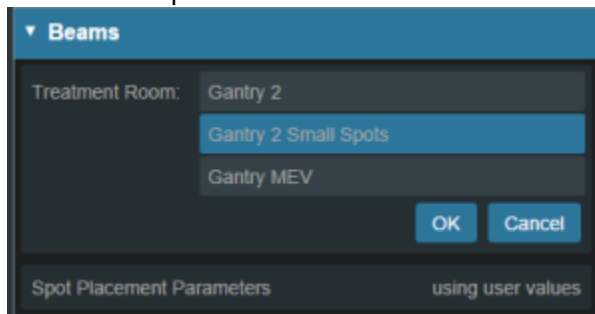 Beams
Treatment Room: Gantry 2
Gantry 2 Small Spots
Gantry MEV
OK Cancel
Spot Placement Parameters using user values